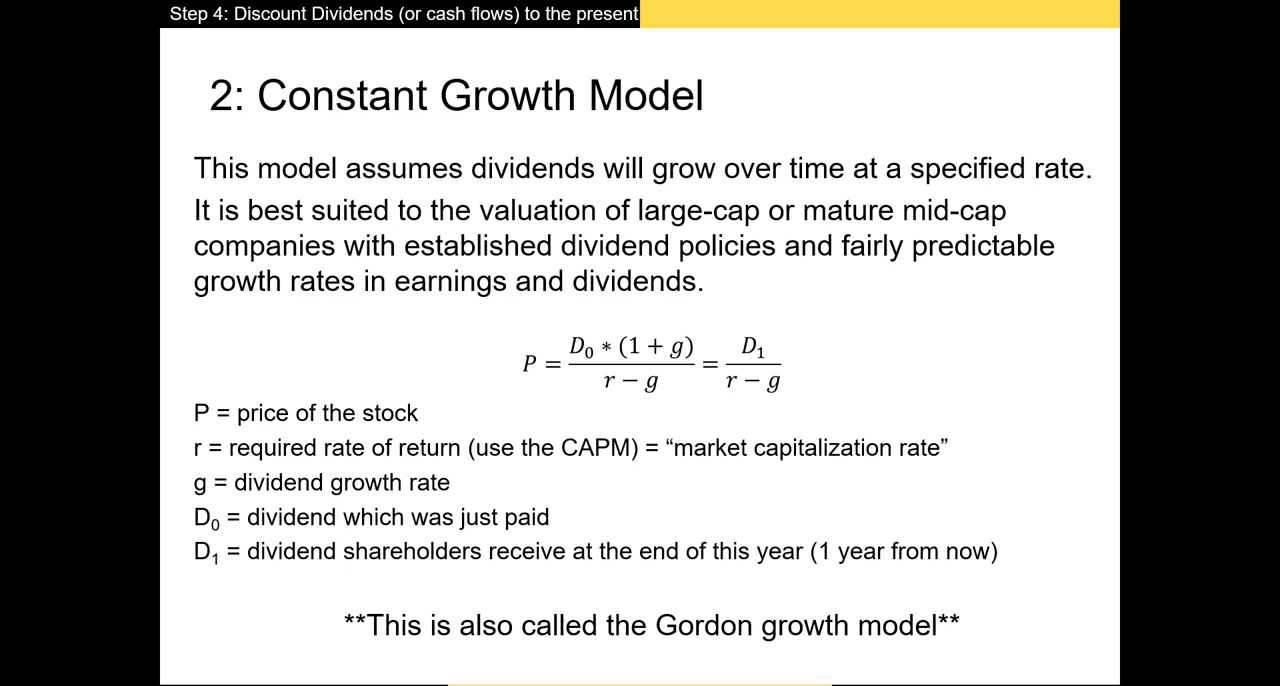 Step 4: Discount Dividends (or cash flows) to the present
2: Constant Growth Model
This model assumes dividends will grow over time at a specified rate.
It is best suited to the valuation of large-cap or mature mid-cap
companies with established dividend policies and fairly predictable
growth rates in earnings and dividends.
P = D₀ ∗ (1 + g) / r − g = D₁ / r − g
P = price of the stock
r = required rate of return (use the CAPM) = “market capitalization rate”
g = dividend growth rate
D₀ = dividend which was just paid
D₁ = dividend shareholders receive at the end of this year (1 year from now)
**This is also called the Gordon growth model**